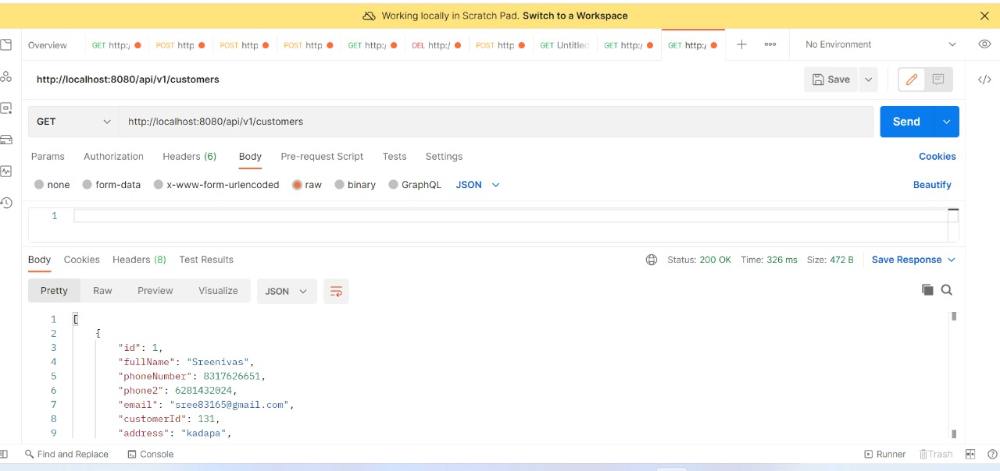 Working locally in Scratch Pad. Switch to a Workspace
Overview GET http:/ POST http POST http POST http GET http:/ DEL http:/ POST http GET Untitled GET http:/ GET http:/ No Environment
http://localhost:8080/api/v1/customers Save
GET http://localhost:8080/api/v1/customers Send
Params Authorization Headers (6) Body Pre-request Script Tests Settings Cookies
none form-data x-www-form-urlencoded raw binary GraphQL JSON Beautify
1
Body Cookies Headers (8) Test Results Status: 200 OK Time: 326 ms Size: 472 B Save Response
Pretty Raw Preview Visualize JSON
1 [
2 {
3 "id": 1,
4 "fullName": "Sreenivas",
5 "phoneNumber": 8317626651,
6 "phone2": 6281432024,
7 "email": "sree83165@gmail.com",
8 "customerId": 131,
9 "address": "kadapa",
Find and Replace Console Runner Trash